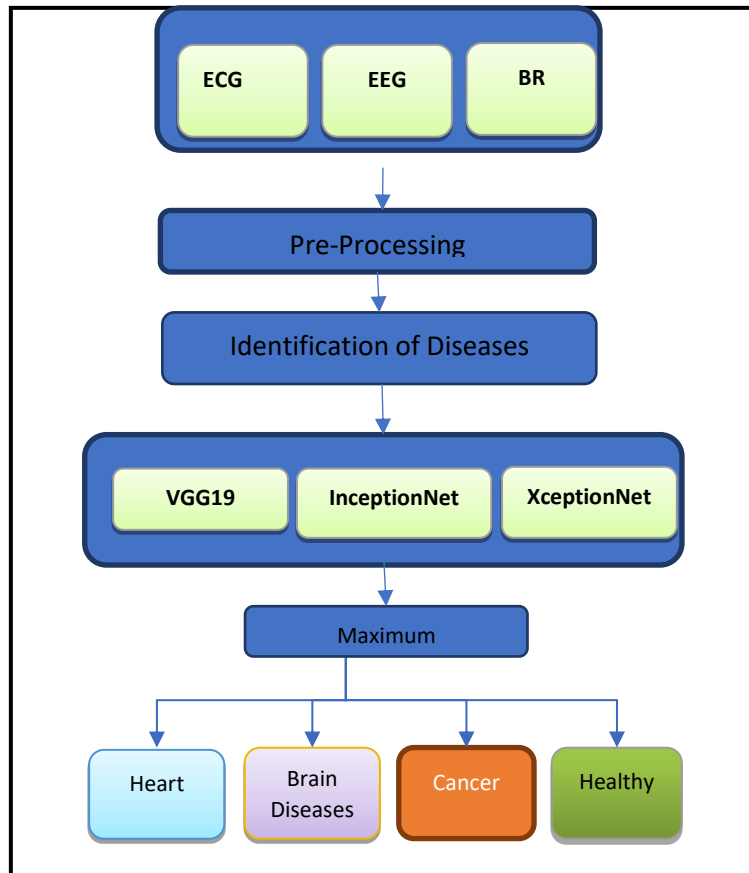 ECG
EEG
BR
Pre-Processing
Identification of Diseases
VGG19
InceptionNet
XceptionNet
Maximum
Heart
Brain
Diseases
Cancer
Healthy